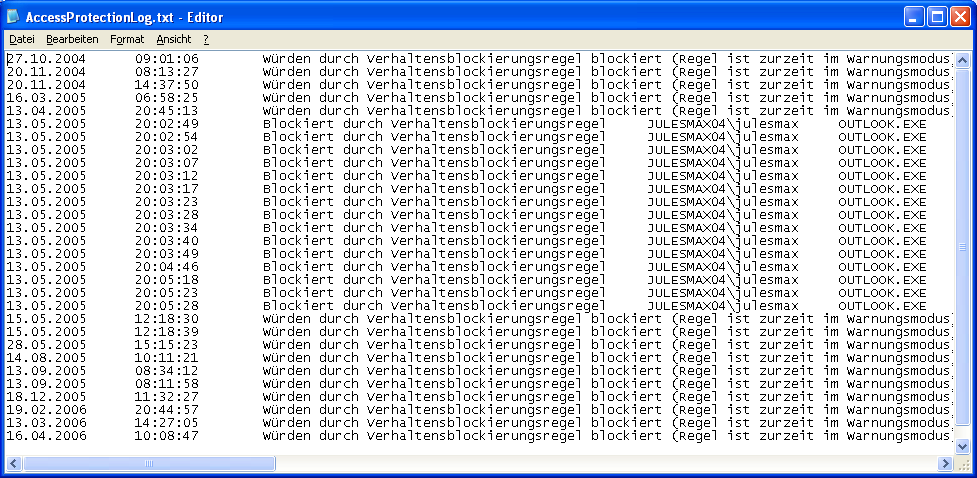 AccessProtectionLog.txt - Editor
Datei Bearbeiten Format Ansicht ?
27.10.2004 09:01:06 Würden durch Verhaltensblockierungsregel blockiert (Regel ist zurzeit im Warnungsmodus
20.11.2004 08:13:27 Würden durch Verhaltensblockierungsregel blockiert (Regel ist zurzeit im Warnungsmodus
20.11.2004 14:37:50 Würden durch Verhaltensblockierungsregel blockiert (Regel ist zurzeit im Warnungsmodus
16.03.2005 06:58:25 Würden durch Verhaltensblockierungsregel blockiert (Regel ist zurzeit im Warnungsmodus
13.04.2005 20:45:13 Würden durch Verhaltensblockierungsregel blockiert (Regel ist zurzeit im Warnungsmodus
13.05.2005 20:02:49 Blockiert durch Verhaltensblockierungsregel JULESMAX04\julesmax OUTLOOK.EXE
13.05.2005 20:02:54 Blockiert durch Verhaltensblockierungsregel JULESMAX04\julesmax OUTLOOK.EXE
13.05.2005 20:03:02 Blockiert durch Verhaltensblockierungsregel JULESMAX04\julesmax OUTLOOK.EXE
13.05.2005 20:03:07 Blockiert durch Verhaltensblockierungsregel JULESMAX04\julesmax OUTLOOK.EXE
13.05.2005 20:03:12 Blockiert durch Verhaltensblockierungsregel JULESMAX04\julesmax OUTLOOK.EXE
13.05.2005 20:03:17 Blockiert durch Verhaltensblockierungsregel JULESMAX04\julesmax OUTLOOK.EXE
13.05.2005 20:03:23 Blockiert durch Verhaltensblockierungsregel JULESMAX04\julesmax OUTLOOK.EXE
13.05.2005 20:03:28 Blockiert durch Verhaltensblockierungsregel JULESMAX04\julesmax OUTLOOK.EXE
13.05.2005 20:03:34 Blockiert durch Verhaltensblockierungsregel JULESMAX04\julesmax OUTLOOK.EXE
13.05.2005 20:03:40 Blockiert durch Verhaltensblockierungsregel JULESMAX04\julesmax OUTLOOK.EXE
13.05.2005 20:03:49 Blockiert durch Verhaltensblockierungsregel JULESMAX04\julesmax OUTLOOK.EXE
13.05.2005 20:04:46 Blockiert durch Verhaltensblockierungsregel JULESMAX04\julesmax OUTLOOK.EXE
13.05.2005 20:05:18 Blockiert durch Verhaltensblockierungsregel JULESMAX04\julesmax OUTLOOK.EXE
13.05.2005 20:05:23 Blockiert durch Verhaltensblockierungsregel JULESMAX04\julesmax OUTLOOK.EXE
13.05.2005 20:05:28 Blockiert durch Verhaltensblockierungsregel JULESMAX04\julesmax OUTLOOK.EXE
15.05.2005 12:18:30 Würden durch Verhaltensblockierungsregel blockiert (Regel ist zurzeit im Warnungsmodus
15.05.2005 12:18:39 Würden durch Verhaltensblockierungsregel blockiert (Regel ist zurzeit im Warnungsmodus
28.05.2005 15:15:23 Würden durch Verhaltensblockierungsregel blockiert (Regel ist zurzeit im Warnungsmodus
14.08.2005 10:11:21 Würden durch Verhaltensblockierungsregel blockiert (Regel ist zurzeit im Warnungsmodus
13.09.2005 08:34:12 Würden durch Verhaltensblockierungsregel blockiert (Regel ist zurzeit im Warnungsmodus
13.09.2005 08:11:58 Würden durch Verhaltensblockierungsregel blockiert (Regel ist zurzeit im Warnungsmodus
18.12.2005 11:32:27 Würden durch Verhaltensblockierungsregel blockiert (Regel ist zurzeit im Warnungsmodus
19.02.2006 20:44:57 Würden durch Verhaltensblockierungsregel blockiert (Regel ist zurzeit im Warnungsmodus
13.03.2006 14:27:05 Würden durch Verhaltensblockierungsregel blockiert (Regel ist zurzeit im Warnungsmodus
16.04.2006 10:08:47 Würden durch Verhaltensblockierungsregel blockiert (Regel ist zurzeit im Warnungsmodus